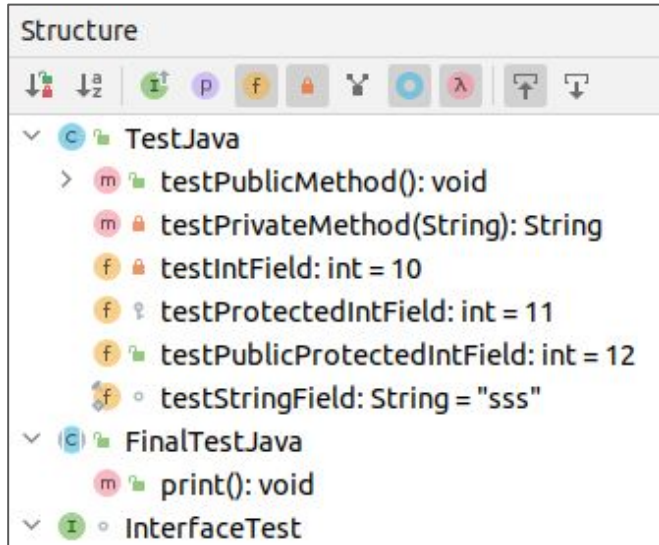 Structure
TestJava
testPublicMethod(): void
testPrivateMethod(String): String
testIntField: int = 10
testProtectedIntField: int = 11
testPublicProtectedIntField: int = 12
testStringField: String = "sss"
FinalTestJava
print(): void
InterfaceTest